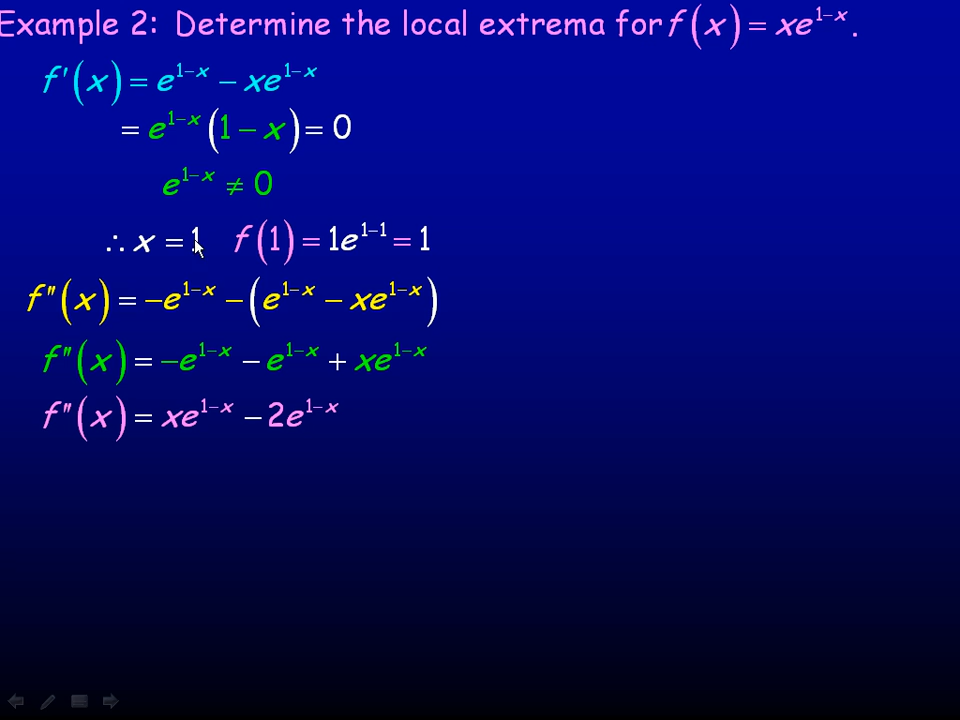 Example 2: Determine the local extrema for f(x) = xe^{1-x}.
f'(x) = e^{1-x} − xe^{1-x}
= e^{1-x}(1 − x) = 0
e^{1-x} ≠ 0
∴ x = 1 f(1) = 1e^{1-1} = 1
f"(x) = −e^{1-x} − (e^{1-x} − xe^{1-x})
f"(x) = −e^{1-x} − e^{1-x} + xe^{1-x}
f"(x) = xe^{1-x} − 2e^{1-x}